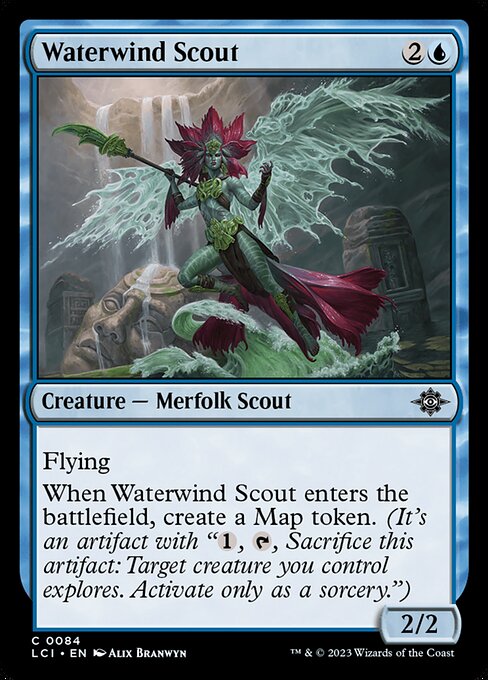 Waterwind Scout 2
Creature — Merfolk Scout
Flying
When Waterwind Scout enters the
battlefield, create a Map token. (It's
an artifact with “1, , Sacrifice this
artifact: Target creature you control
explores. Activate only as a sorcery.”)
2/2
C 0084
LCI • EN Alix Branwyn
™ & © 2023 Wizards of the Coast